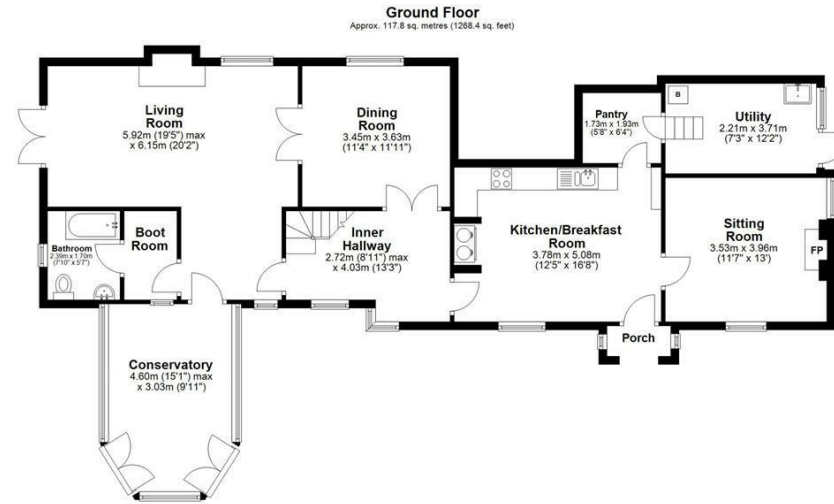 Ground Floor
Approx. 117.8 sq. metres (1268.4 sq. feet)
Living
Room
5.92m (19'5") max
x 6.15m (20'2")
Dining
Room
3.45m x 3.63m
(11'4" x 11'11")
Pantry
1.73m x 1.93m
(5'8" x 6'4")
B
Utility
2.21m x 3.71m
(7'3" x 12'2")
Bathroom
2.39m x 1.70m
(7'10" x 5'7")
Boot
Room
Inner
Hallway
2.72m (8'11") max
x 4.03m (13'3")
Kitchen/Breakfast
Room
3.78m x 5.08m
(12'5" x 16'8")
Sitting
Room
3.53m x 3.96m
(11'7" x 13')
FP
Porch
Conservatory
4.60m (15'1") max
x 3.03m (9'11")